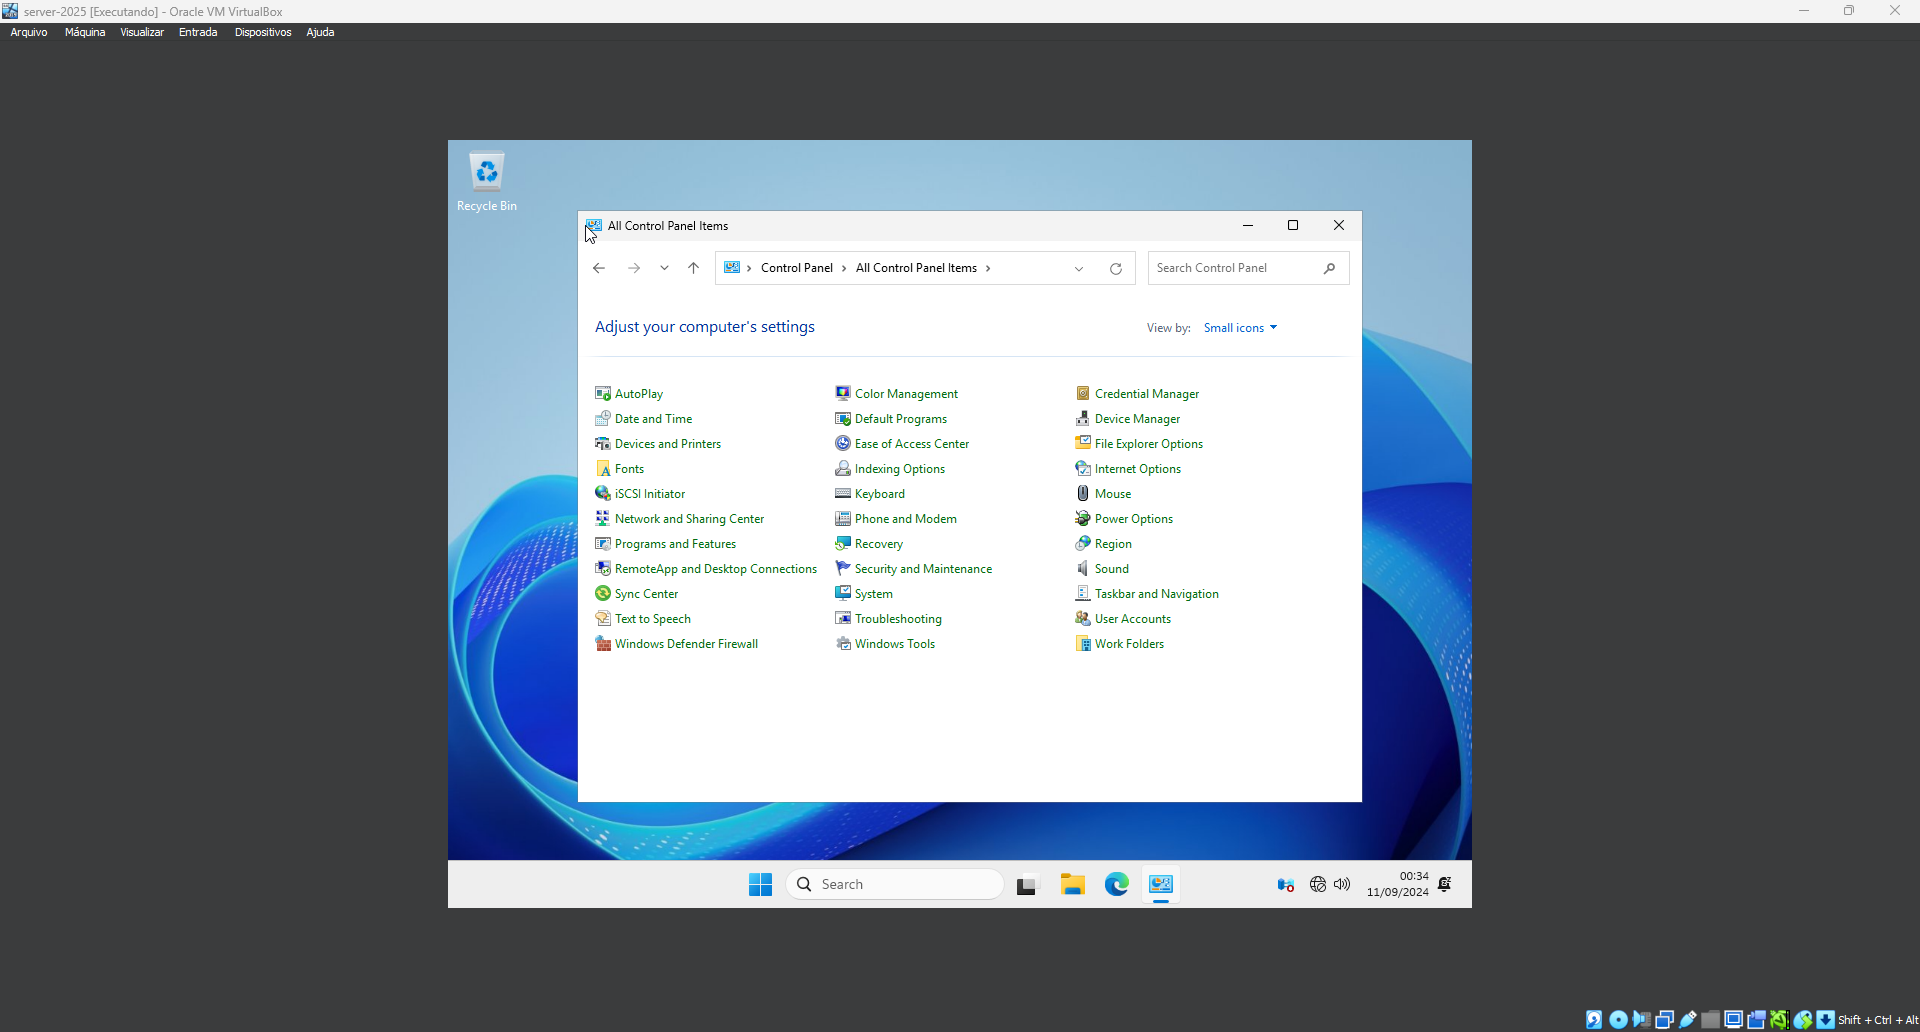 server-2025 [Executando] - Oracle VM VirtualBox
Arquivo Máquina Visualizar Entrada Dispositivos Ajuda
Recycle Bin
All Control Panel Items
Control Panel All Control Panel Items
Search Control Panel
Adjust your computer's settings
View by: Small icons
AutoPlay Color Management Credential Manager
Date and Time Default Programs Device Manager
Devices and Printers Ease of Access Center File Explorer Options
Fonts Indexing Options Internet Options
iSCSI Initiator Keyboard Mouse
Network and Sharing Center Phone and Modem Power Options
Programs and Features Recovery Region
RemoteApp and Desktop Connections Security and Maintenance Sound
Sync Center System Taskbar and Navigation
Text to Speech Troubleshooting User Accounts
Windows Defender Firewall Windows Tools Work Folders
Search
00:34
11/09/2024
Shift + Ctrl + Alt